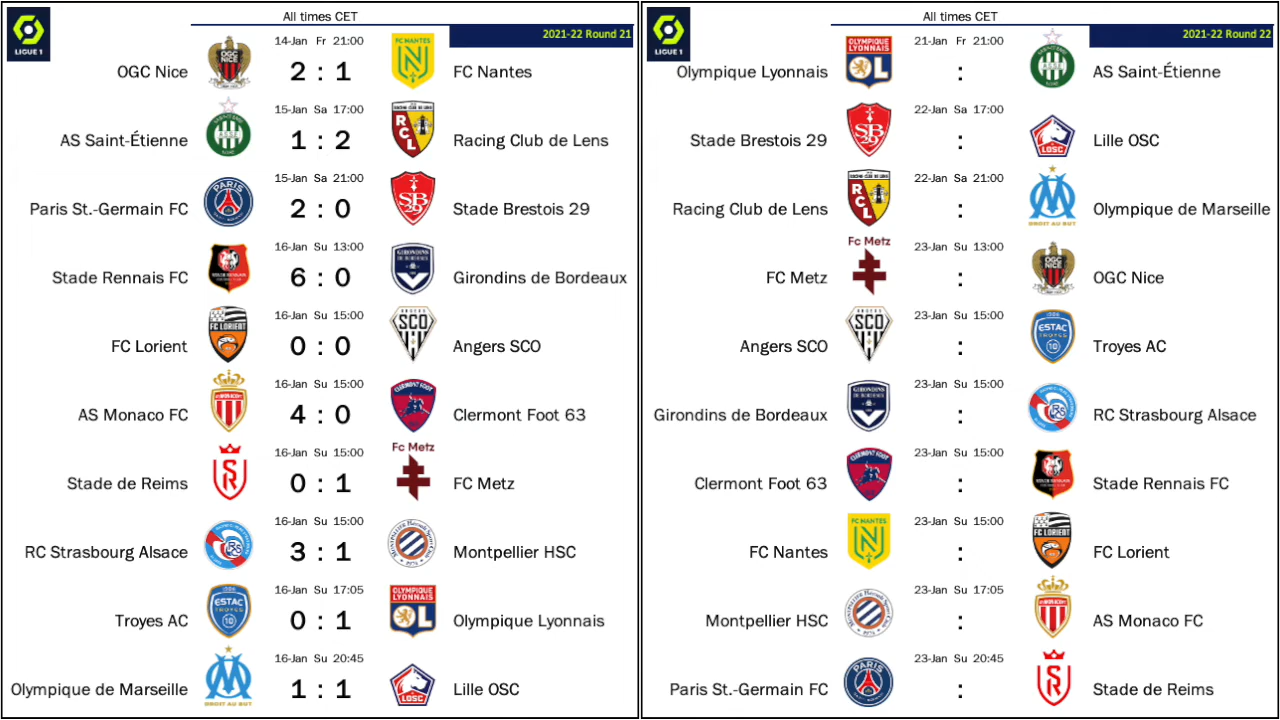 All times CET
LIGUE 1
2021-22 Round 21
14-Jan Fr 21:00
OGC Nice 2 : 1 FC Nantes
15-Jan Sa 17:00
AS Saint-Étienne 1 : 2 Racing Club de Lens
15-Jan Sa 21:00
Paris St.-Germain FC 2 : 0 Stade Brestois 29
16-Jan Su 13:00
Stade Rennais FC 6 : 0 Girondins de Bordeaux
16-Jan Su 15:00
FC Lorient 0 : 0 Angers SCO
16-Jan Su 15:00
AS Monaco FC 4 : 0 Clermont Foot 63
16-Jan Su 15:00
Fc Metz
Stade de Reims 0 : 1 FC Metz
16-Jan Su 15:00
RC Strasbourg Alsace 3 : 1 Montpellier HSC
16-Jan Su 17:05
Troyes AC 0 : 1 Olympique Lyonnais
16-Jan Su 20:45
Olympique de Marseille 1 : 1 Lille OSC
All times CET
LIGUE 1
2021-22 Round 22
21-Jan Fr 21:00
Olympique Lyonnais : AS Saint-Étienne
22-Jan Sa 17:00
Stade Brestois 29 : Lille OSC
22-Jan Sa 21:00
Racing Club de Lens : Olympique de Marseille
23-Jan Su 13:00
Fc Metz
FC Metz : OGC Nice
23-Jan Su 15:00
Angers SCO : Troyes AC
23-Jan Su 15:00
Girondins de Bordeaux : RC Strasbourg Alsace
23-Jan Su 15:00
Clermont Foot 63 : Stade Rennais FC
23-Jan Su 15:00
FC Nantes : FC Lorient
23-Jan Su 17:05
Montpellier HSC : AS Monaco FC
23-Jan Su 20:45
Paris St.-Germain FC : Stade de Reims